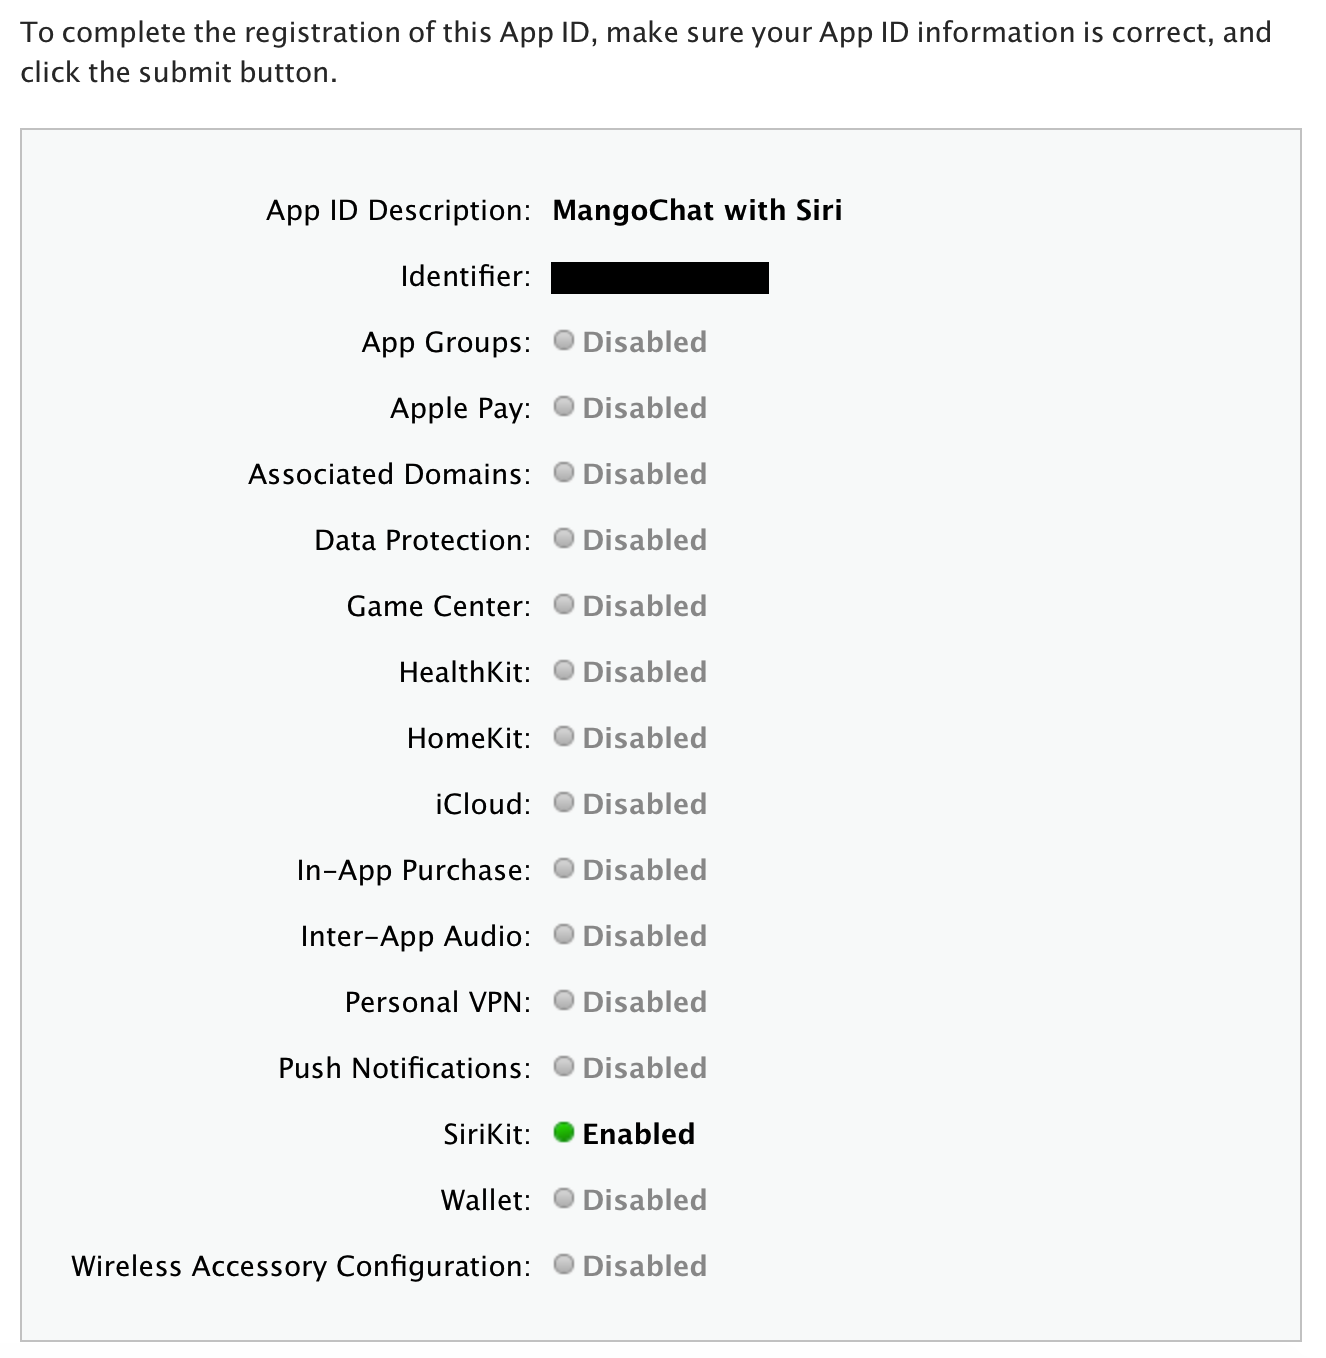 To complete the registration of this App ID, make sure your App ID information is correct, and
click the submit button.
App ID Description: MangoChat with Siri
Identifier:
App Groups: Disabled
Apple Pay: Disabled
Associated Domains: Disabled
Data Protection: Disabled
Game Center: Disabled
HealthKit: Disabled
HomeKit: Disabled
iCloud: Disabled
In-App Purchase: Disabled
Inter-App Audio: Disabled
Personal VPN: Disabled
Push Notifications: Disabled
SiriKit: Enabled
Wallet: Disabled
Wireless Accessory Configuration: Disabled